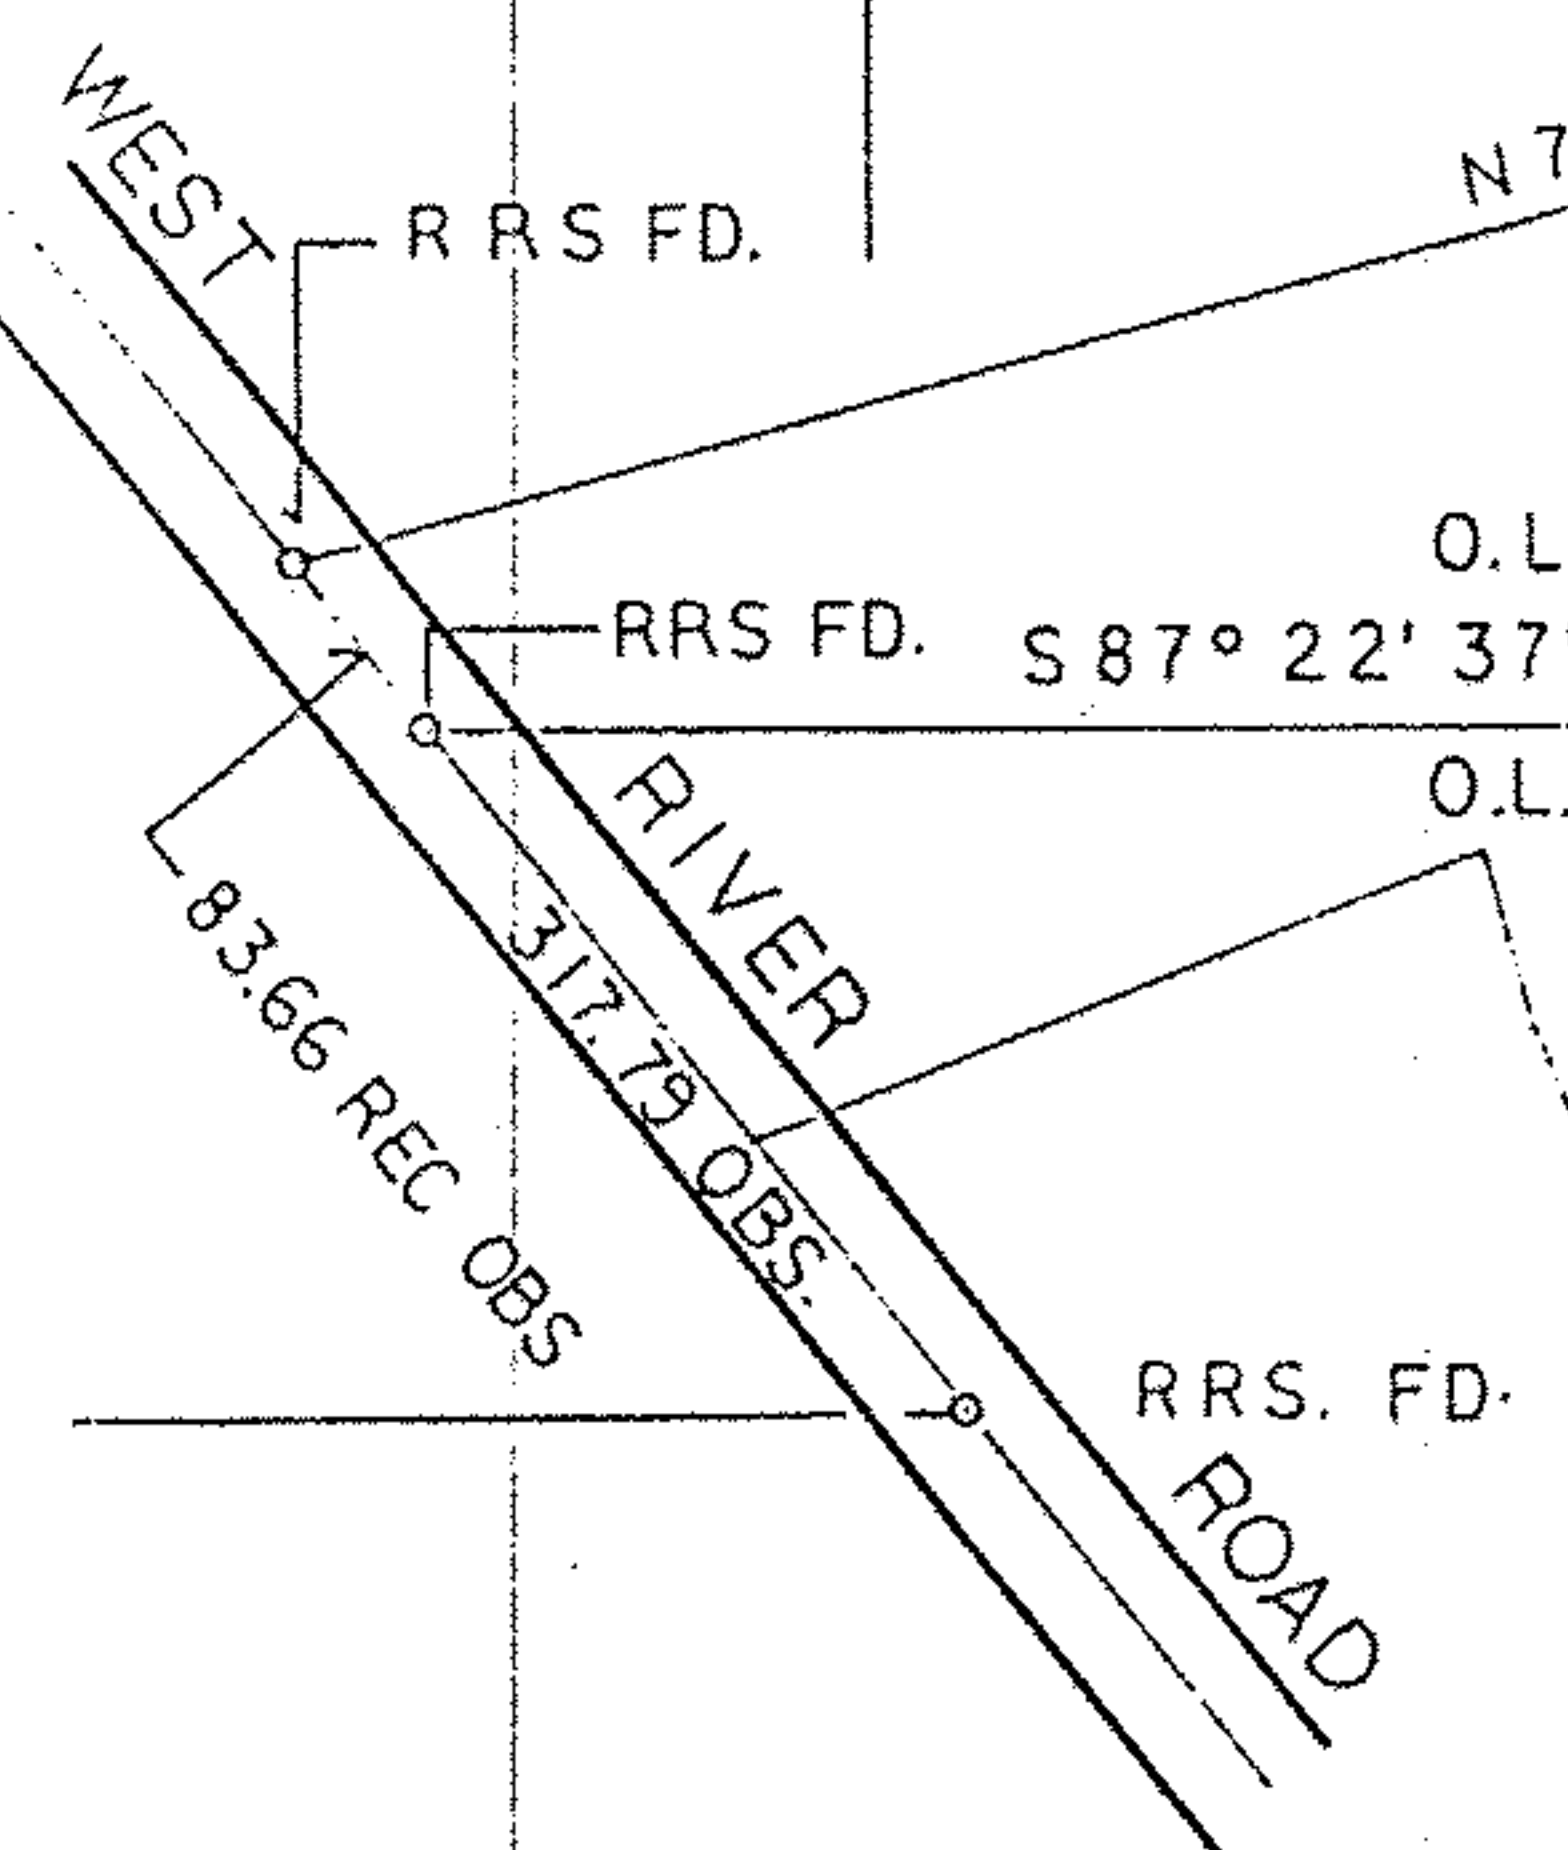 WEST RIVER ROAD
R RS FD.
N 7
O.L
RRS FD.
S 87° 22' 37"
O.L.
317.79 OBS.
83.66 REC OBS
RRS. FD.